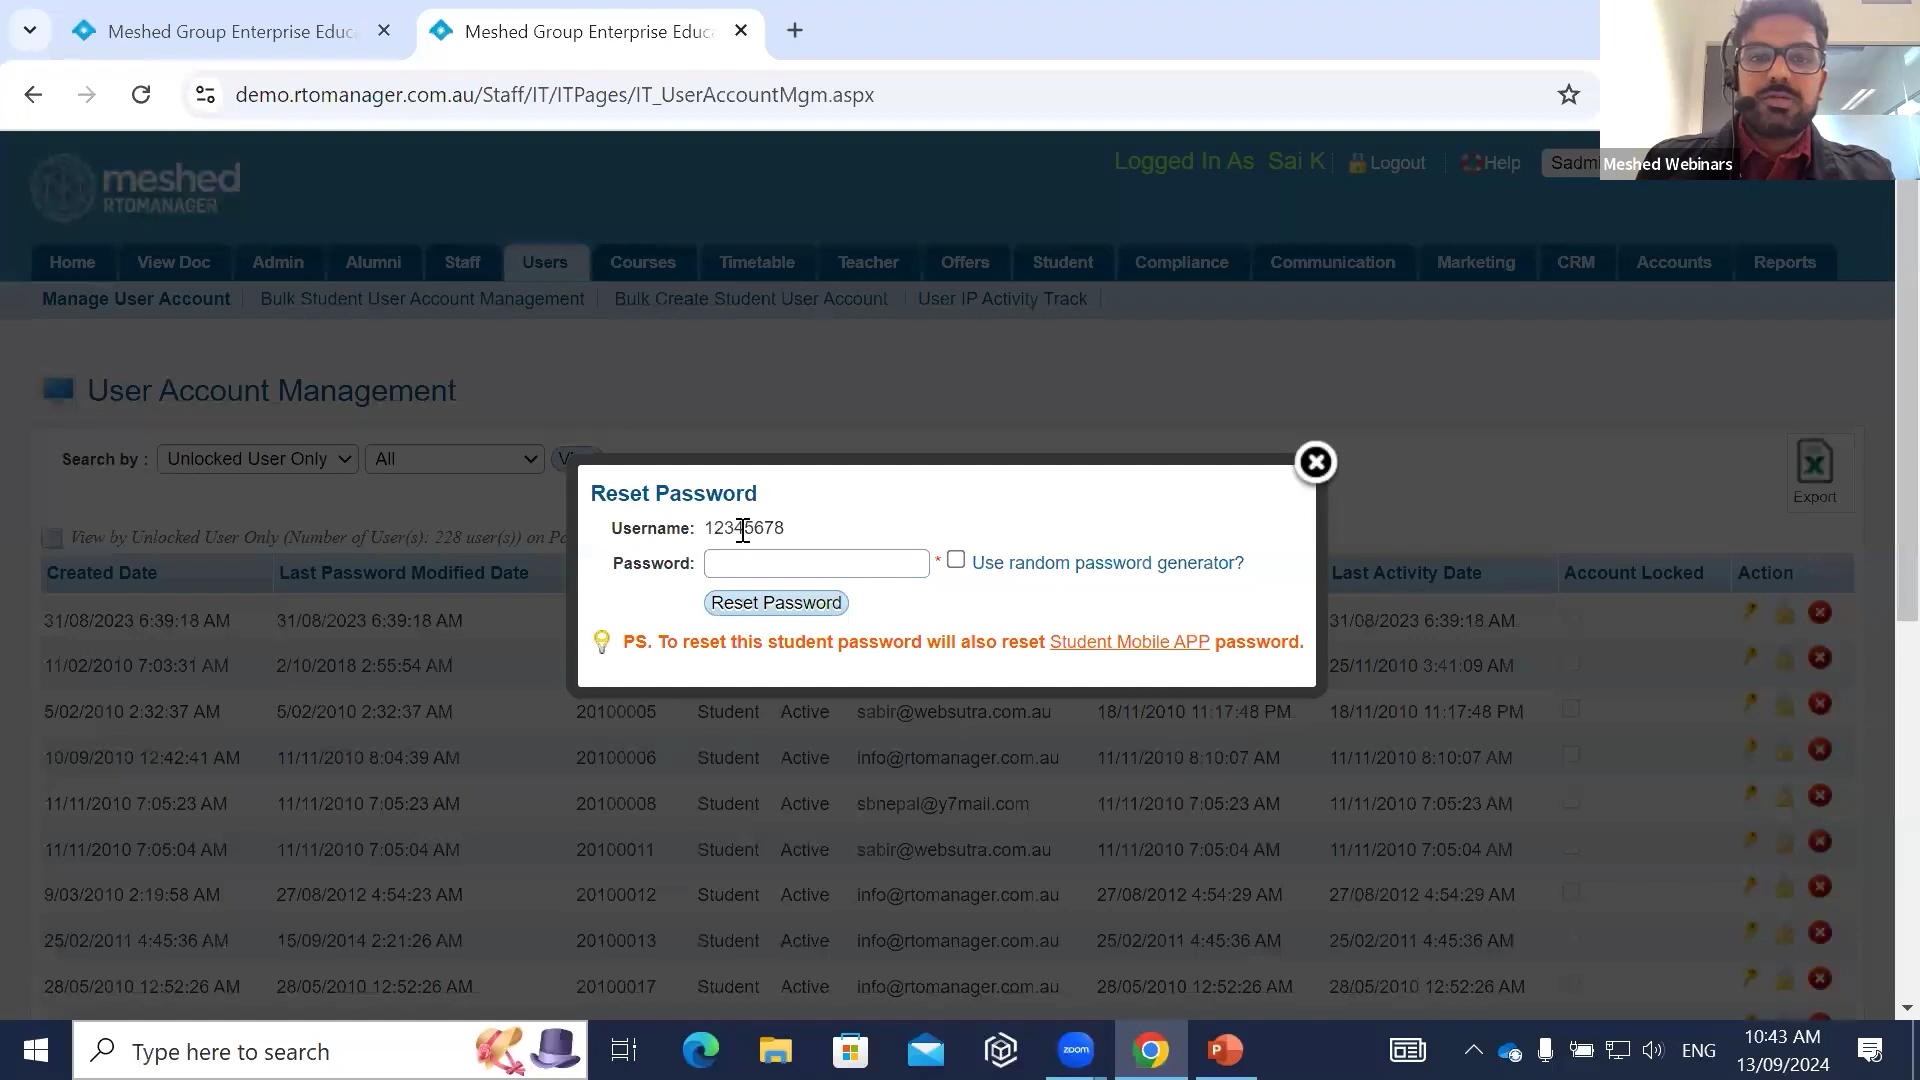 Meshed Group Enterprise Educ
Meshed Group Enterprise Educa
demo.rtomanager.com.au/Staff/IT/ITPages/IT_UserAccountMgm.aspx
Meshed Webinars
meshed
RTOMANAGER
Logged In As Sai K
Logout
Help
Home View Doc Admin Alumni Staff Users Courses Timetable Teacher Offers Student Compliance Communication Marketing CRM Accounts Reports
Manage User Account Bulk Student User Account Management Bulk Create Student User Account User IP Activity Track
User Account Management
Search by : Unlocked User Only All
Export
View by Unlocked User Only (Number of User(s): 228 user(s)) on
Reset Password
Username: 12345678
Password: * Use random password generator?
Reset Password
PS. To reset this student password will also reset Student Mobile APP password.
Created Date Last Password Modified Date Last Activity Date Account Locked Action
31/08/2023 6:39:18 AM 31/08/2023 6:39:18 AM 31/08/2023 6:39:18 AM
11/02/2010 7:03:31 AM 2/10/2018 2:55:54 AM 25/11/2010 3:41:09 AM
5/02/2010 2:32:37 AM 5/02/2010 2:32:37 AM 20100005 Student Active sabir@websutra.com.au 18/11/2010 11:17:48 PM 18/11/2010 11:17:48 PM
10/09/2010 12:42:41 AM 11/11/2010 8:04:39 AM 20100006 Student Active info@rtomanager.com.au 11/11/2010 8:10:07 AM 11/11/2010 8:10:07 AM
11/11/2010 7:05:23 AM 11/11/2010 7:05:23 AM 20100008 Student Active sbnepal@y7mail.com 11/11/2010 7:05:23 AM 11/11/2010 7:05:23 AM
11/11/2010 7:05:04 AM 11/11/2010 7:05:04 AM 20100011 Student Active sabir@websutra.com.au 11/11/2010 7:05:04 AM 11/11/2010 7:05:04 AM
9/03/2010 2:19:58 AM 27/08/2012 4:54:23 AM 20100012 Student Active info@rtomanager.com.au 27/08/2012 4:54:29 AM 27/08/2012 4:54:29 AM
25/02/2011 4:45:36 AM 15/09/2014 2:21:26 AM 20100013 Student Active info@rtomanager.com.au 25/02/2011 4:45:36 AM 25/02/2011 4:45:36 AM
28/05/2010 12:52:26 AM 28/05/2010 12:52:26 AM 20100017 Student Active info@rtomanager.com.au 28/05/2010 12:52:26 AM 28/05/2010 12:52:26 AM
Type here to search
zoom
ENG
10:43 AM
13/09/2024